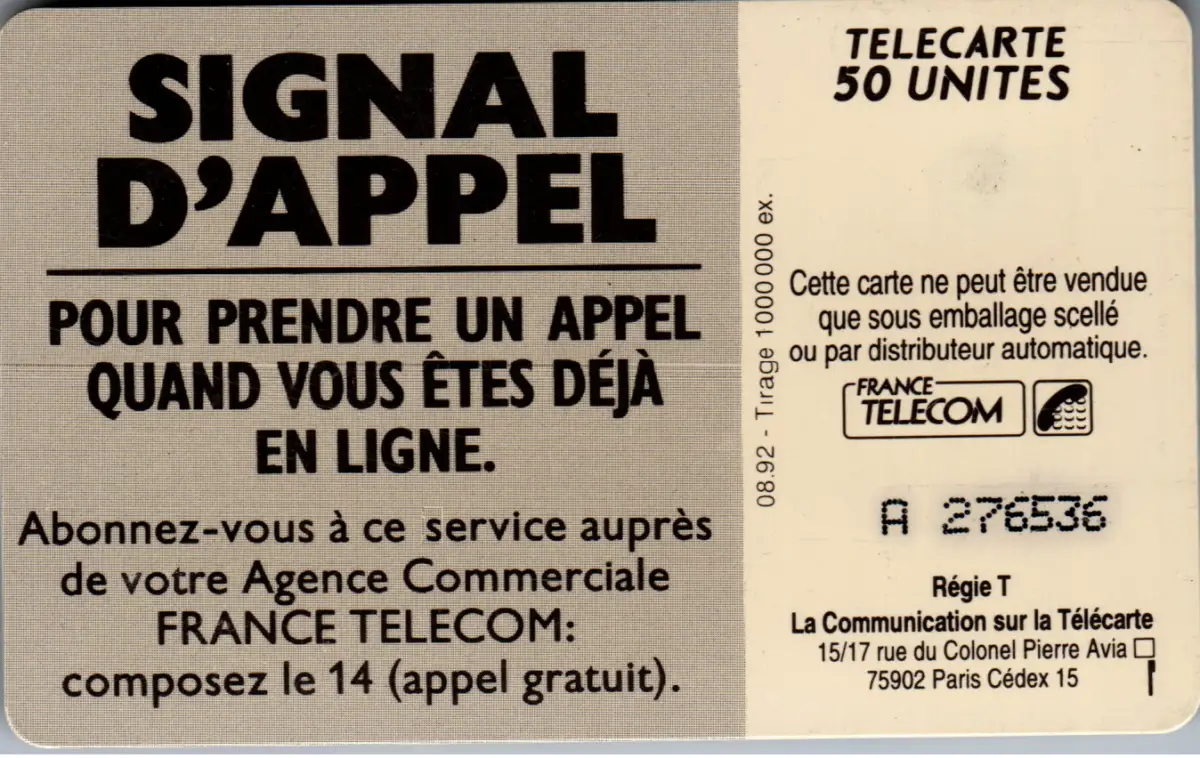 SIGNAL
D'APPEL
POUR PRENDRE UN APPEL
QUAND VOUS ÊTES DÉJÀ
EN LIGNE.
Abonnez-vous à ce service auprès
de votre Agence Commerciale
FRANCE TELECOM:
composez le 14 (appel gratuit).
08.92 - Tirage 1000000 ex.
TELECARTE
50 UNITES
Cette carte ne peut être vendue
que sous emballage scellé
ou par distributeur automatique.
FRANCE
TELECOM
A 276536
Régie T
La Communication sur la Télécarte
15/17 rue du Colonel Pierre Avia
75902 Paris Cédex 15